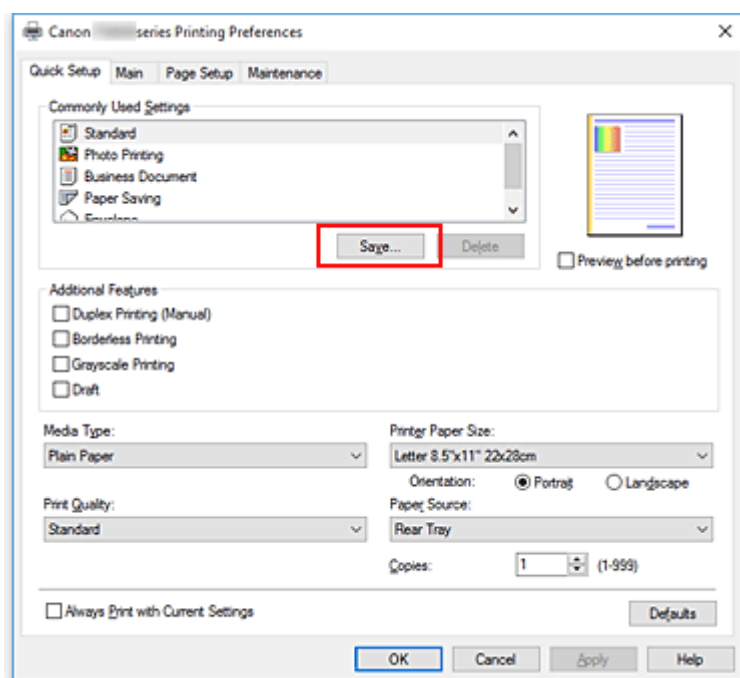 Canon series Printing Preferences
Quick Setup Main Page Setup Maintenance
Commonly Used Settings
Standard
Photo Printing
Business Document
Paper Saving
Envelope
Save... Delete
Preview before printing
Additional Features
Duplex Printing (Manual)
Borderless Printing
Grayscale Printing
Draft
Media Type: Printer Paper Size:
Plain Paper Letter 8.5"x11" 22x28cm
Orientation: Portrait Landscape
Print Quality: Paper Source:
Standard Rear Tray
Copies: 1 (1-999)
Always Print with Current Settings Defaults
OK Cancel Apply Help